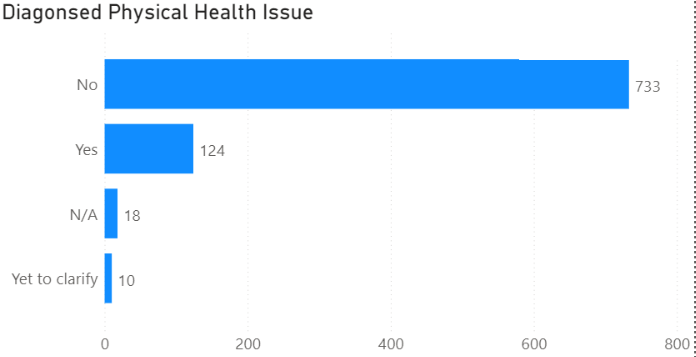 Diagonsed Physical Health Issue
No
733
Yes
124
N/A
18
Yet to clarify
10
0 200 400 600 800